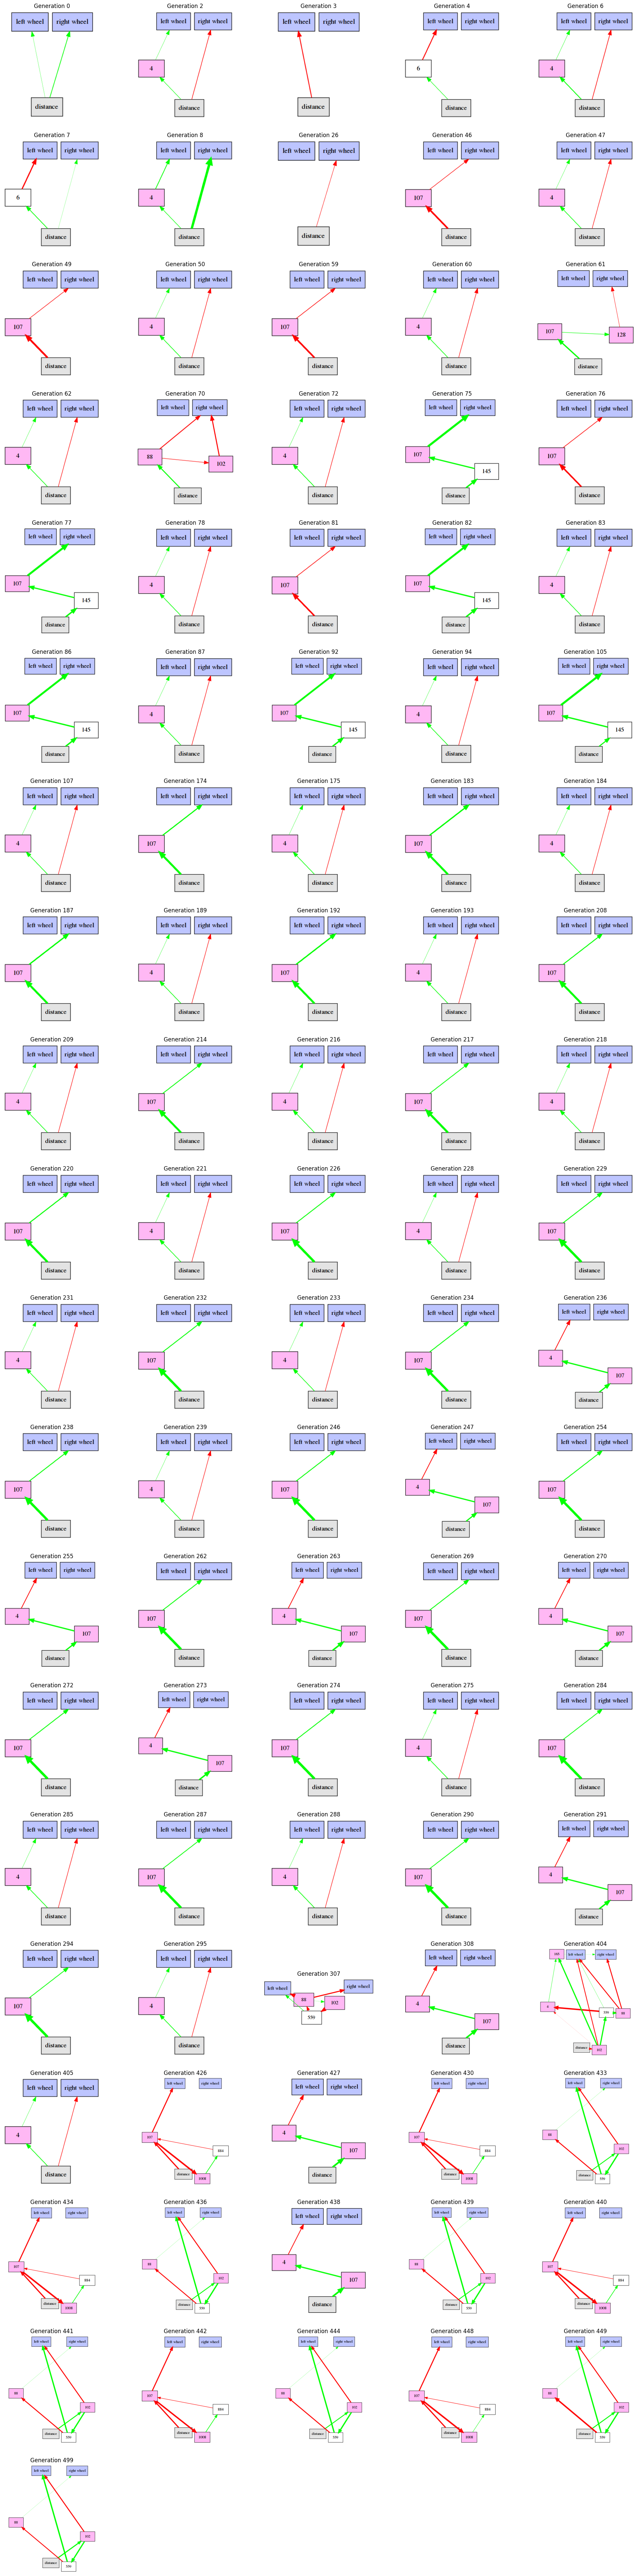 Generation 0
left wheel right wheel
distance
Generation 2
left wheel right wheel
4
distance
Generation 3
left wheel right wheel
distance
Generation 4
left wheel right wheel
6
distance
Generation 6
left wheel right wheel
4
distance
Generation 7
left wheel right wheel
6
distance
Generation 8
left wheel right wheel
4
distance
Generation 26
left wheel right wheel
distance
Generation 46
left wheel right wheel
107
distance
Generation 47
left wheel right wheel
4
distance
Generation 49
left wheel right wheel
107
distance
Generation 50
left wheel right wheel
4
distance
Generation 59
left wheel right wheel
107
distance
Generation 60
left wheel right wheel
4
distance
Generation 61
left wheel right wheel
107
128
distance
Generation 62
left wheel right wheel
4
distance
Generation 70
left wheel right wheel
88
102
distance
Generation 72
left wheel right wheel
4
distance
Generation 75
left wheel right wheel
107
145
distance
Generation 76
left wheel right wheel
107
distance
Generation 77
left wheel right wheel
107
145
distance
Generation 78
left wheel right wheel
4
distance
Generation 81
left wheel right wheel
107
distance
Generation 82
left wheel right wheel
107
145
distance
Generation 83
left wheel right wheel
4
distance
Generation 86
left wheel right wheel
107
145
distance
Generation 87
left wheel right wheel
4
distance
Generation 92
left wheel right wheel
107
145
distance
Generation 94
left wheel right wheel
4
distance
Generation 105
left wheel right wheel
107
145
distance
Generation 107
left wheel right wheel
4
distance
Generation 174
left wheel right wheel
107
distance
Generation 175
left wheel right wheel
4
distance
Generation 183
left wheel right wheel
107
distance
Generation 184
left wheel right wheel
4
distance
Generation 187
left wheel right wheel
107
distance
Generation 189
left wheel right wheel
4
distance
Generation 192
left wheel right wheel
107
distance
Generation 193
left wheel right wheel
4
distance
Generation 208
left wheel right wheel
107
distance
Generation 209
left wheel right wheel
4
distance
Generation 214
left wheel right wheel
107
distance
Generation 216
left wheel right wheel
4
distance
Generation 217
left wheel right wheel
107
distance
Generation 218
left wheel right wheel
4
distance
Generation 220
left wheel right wheel
107
distance
Generation 221
left wheel right wheel
4
distance
Generation 226
left wheel right wheel
107
distance
Generation 228
left wheel right wheel
4
distance
Generation 229
left wheel right wheel
107
distance
Generation 231
left wheel right wheel
4
distance
Generation 232
left wheel right wheel
107
distance
Generation 233
left wheel right wheel
4
distance
Generation 234
left wheel right wheel
107
distance
Generation 236
left wheel right wheel
4
107
distance
Generation 238
left wheel right wheel
107
distance
Generation 239
left wheel right wheel
4
distance
Generation 246
left wheel right wheel
107
distance
Generation 247
left wheel right wheel
4
107
distance
Generation 254
left wheel right wheel
107
distance
Generation 255
left wheel right wheel
4
107
distance
Generation 262
left wheel right wheel
107
distance
Generation 263
left wheel right wheel
4
107
distance
Generation 269
left wheel right wheel
107
distance
Generation 270
left wheel right wheel
4
107
distance
Generation 272
left wheel right wheel
107
distance
Generation 273
left wheel right wheel
4
107
distance
Generation 274
left wheel right wheel
107
distance
Generation 275
left wheel right wheel
4
distance
Generation 284
left wheel right wheel
107
distance
Generation 285
left wheel right wheel
4
distance
Generation 287
left wheel right wheel
107
distance
Generation 288
left wheel right wheel
4
distance
Generation 290
left wheel right wheel
107
distance
Generation 291
left wheel right wheel
4
107
distance
Generation 294
left wheel right wheel
107
distance
Generation 295
left wheel right wheel
4
distance
Generation 307
left wheel right wheel
88
102
Generation 308
left wheel right wheel
4
107
distance
Generation 404
left wheel right wheel
88
distance
102
Generation 405
left wheel right wheel
4
distance
Generation 426
left wheel right wheel
107
884
distance
1008
Generation 427
left wheel right wheel
4
107
distance
Generation 430
left wheel right wheel
107
884
distance
1008
Generation 433
left wheel right wheel
88
102
distance
Generation 434
left wheel right wheel
107
884
distance
1008
Generation 436
left wheel right wheel
88
102
distance
Generation 438
left wheel right wheel
4
107
distance
Generation 439
left wheel right wheel
88
102
distance
Generation 440
left wheel right wheel
107
884
distance
1008
Generation 441
left wheel right wheel
88
102
distance
Generation 442
left wheel right wheel
107
884
distance
1008
Generation 444
left wheel right wheel
88
102
distance
Generation 448
left wheel right wheel
107
884
distance
1008
Generation 449
left wheel right wheel
88
102
distance
Generation 499
left wheel right wheel
88
102
distance